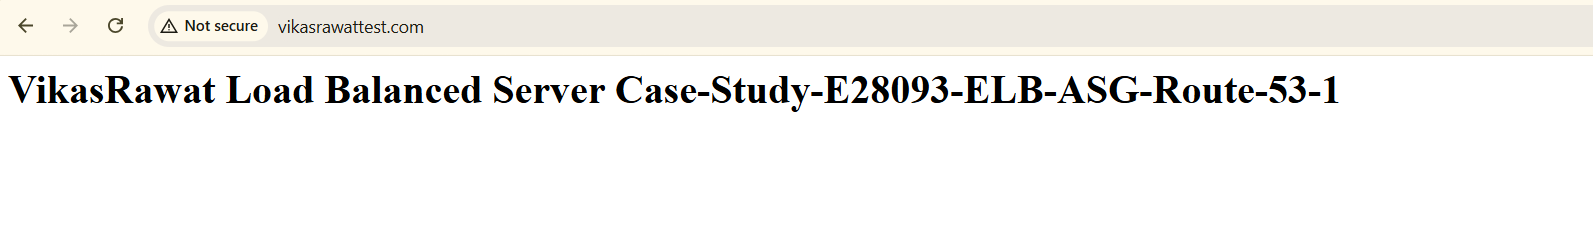 Not secure vikasrawattest.com
VikasRawat Load Balanced Server Case-Study-E28093-ELB-ASG-Route-53-1